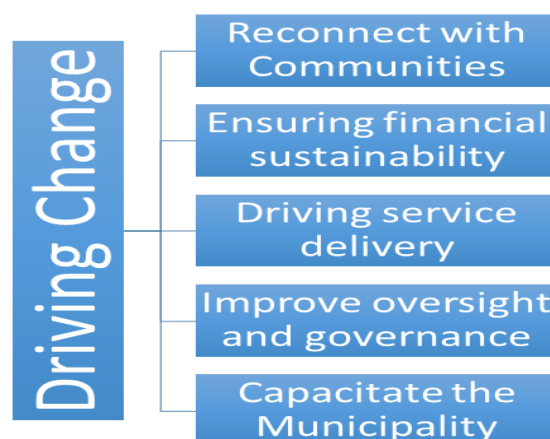 Driving Change
Reconnect with
Communities
Ensuring financial
sustainability
Driving service
delivery
Improve oversight
and governance
Capacitate the
Municipality